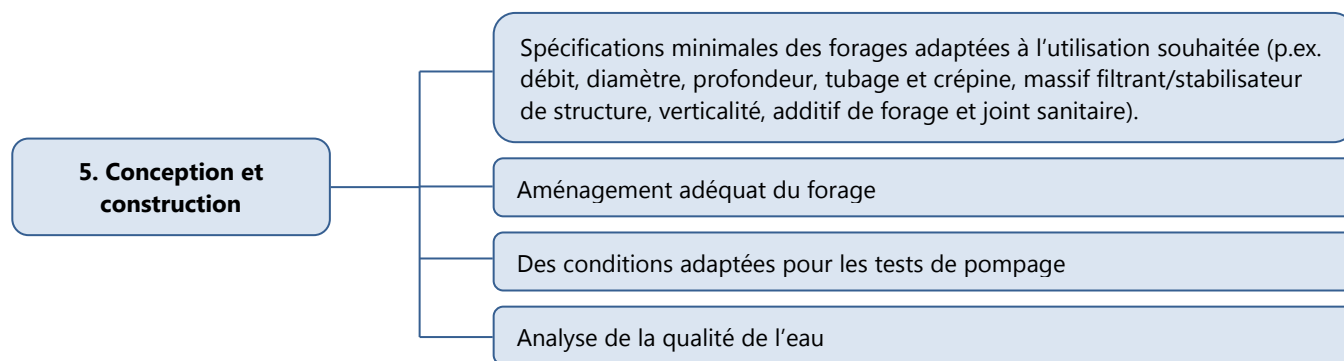 5. Conception et
construction
Spécifications minimales des forages adaptées à l’utilisation souhaitée (p.ex.
débit, diamètre, profondeur, tubage et crépine, massif filtrant/stabilisateur
de structure, verticalité, additif de forage et joint sanitaire).
Aménagement adéquat du forage
Des conditions adaptées pour les tests de pompage
Analyse de la qualité de l’eau